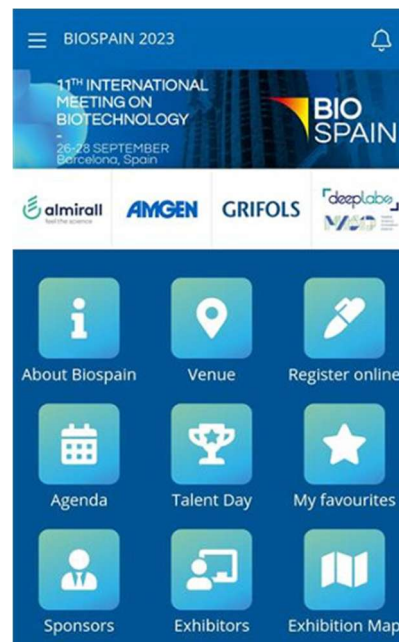 BIOSPAIN 2023
11TH INTERNATIONAL
MEETING ON
BIOTECHNOLOGY
-
26-28 SEPTEMBER
Barcelona, Spain
BIO
SPAIN
almirall
feel the science
AMGEN
GRIFOLS
deeplabs
About Biospain
Venue
Register online
Agenda
Talent Day
My favourites
Sponsors
Exhibitors
Exhibition Map